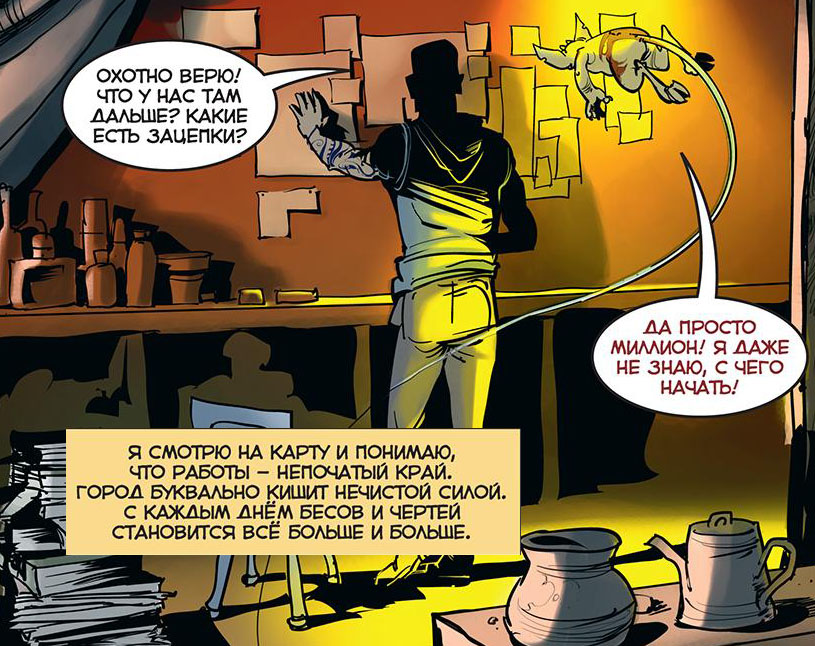 ОХОТНО ВЕРЮ!
ЧТО У НАС ТАМ
ДАЛЬШЕ? КАКИЕ
ЕСТЬ ЗАЦЕПКИ?
ДА ПРОСТО
МИЛЛИОН! Я ДАЖЕ
НЕ ЗНАЮ, С ЧЕГО
НАЧАТЬ!
Я СМОТРЮ НА КАРТУ И ПОНИМАЮ,
ЧТО РАБОТЫ – НЕПОЧАТЫЙ КРАЙ.
ГОРОД БУКВАЛЬНО КИШИТ НЕЧИСТОЙ СИЛОЙ.
С КАЖДЫМ ДНЁМ БЕСОВ И ЧЕРТЕЙ
СТАНОВИТСЯ ВСЁ БОЛЬШЕ И БОЛЬШЕ.